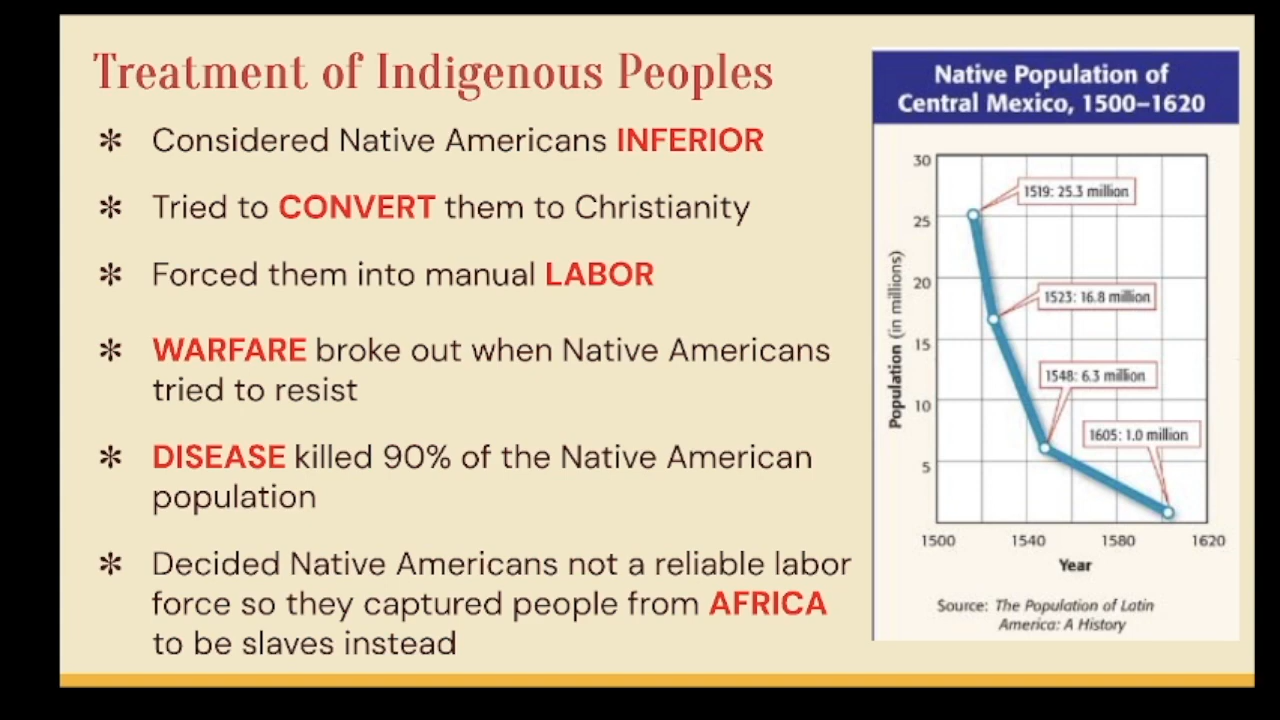 Treatment of Indigenous Peoples
✻ Considered Native Americans INFERIOR
✻ Tried to CONVERT them to Christianity
✻ Forced them into manual LABOR
✻ WARFARE broke out when Native Americans
tried to resist
✻ DISEASE killed 90% of the Native American
population
✻ Decided Native Americans not a reliable labor
force so they captured people from AFRICA
to be slaves instead
Native Population of
Central Mexico, 1500–1620
Population (in millions)
30
25
20
15
10
5
1519: 25.3 million
1523: 16.8 million
1548: 6.3 million
1605: 1.0 million
1500 1540 1580 1620
Year
Source: The Population of Latin
America: A History